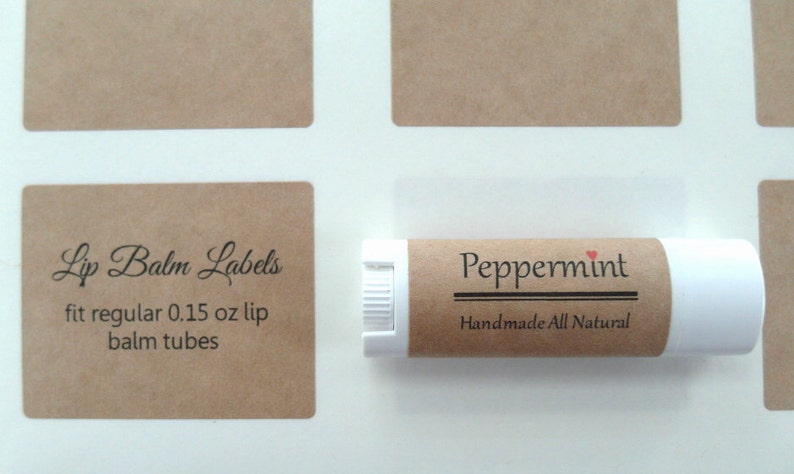 Lip Balm Labels
fit regular 0.15 oz lip
balm tubes
Peppermint
Handmade All Natural